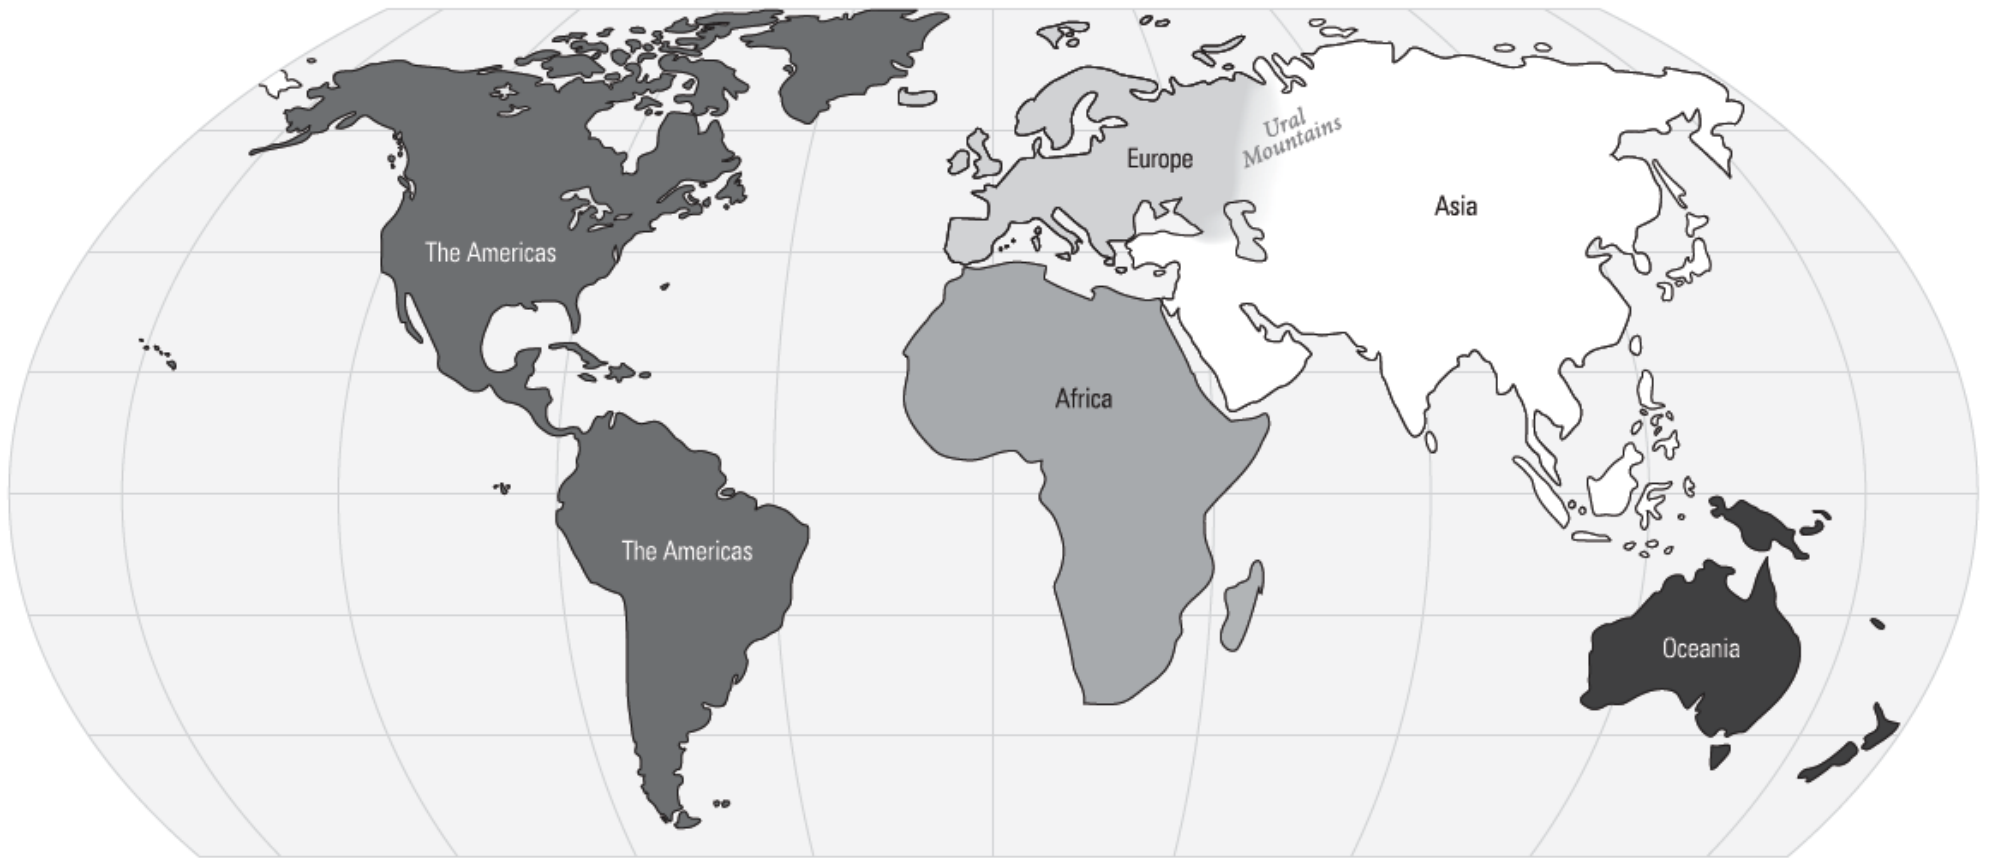 Ural
Mountains
Europe
Asia
The Americas
Africa
The Americas
Oceania